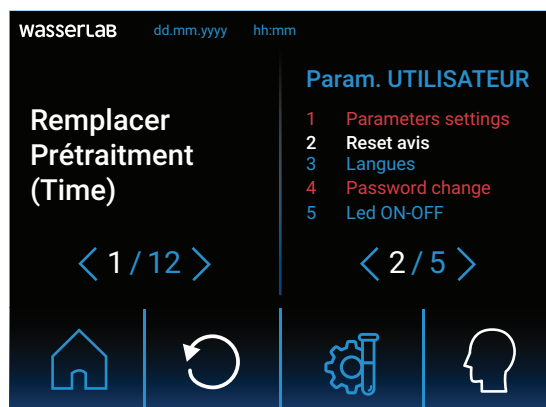 wasserLAB dd.mm.yyyy hh:mm
Remplacer
Prétraitment
(Time)
< 1 / 12 >
Param. UTILISATEUR
1 Parameters settings
2 Reset avis
3 Langues
4 Password change
5 Led ON-OFF
< 2 / 5 >